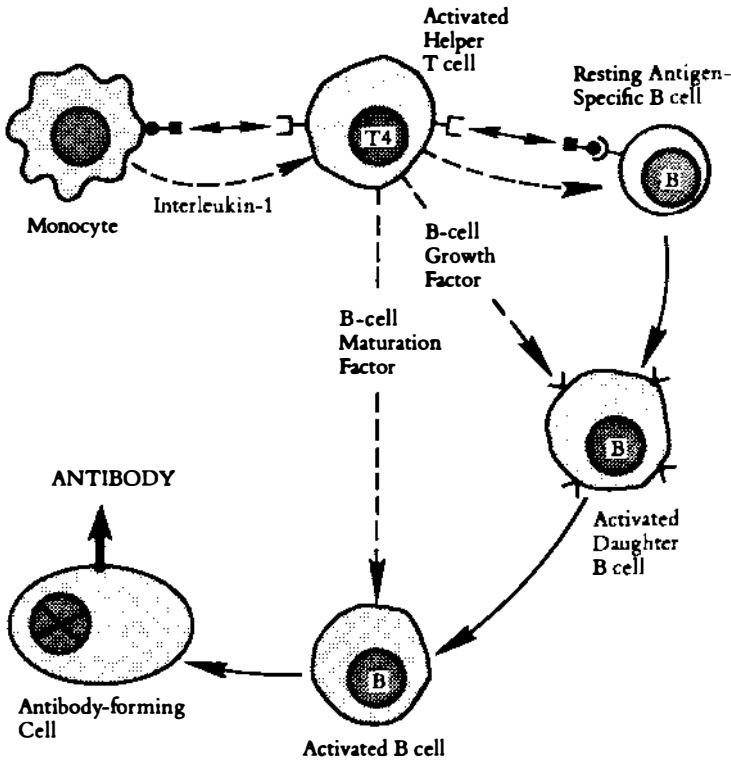 Activated
Helper
T cell
Resting Antigen-
Specific B cell
T4
B
Interleukin-1
Monocyte
B-cell
Growth
Factor
B-cell
Maturation
Factor
B
ANTIBODY
Activated
Daughter
B cell
B
Antibody-forming
Cell
Activated B cell